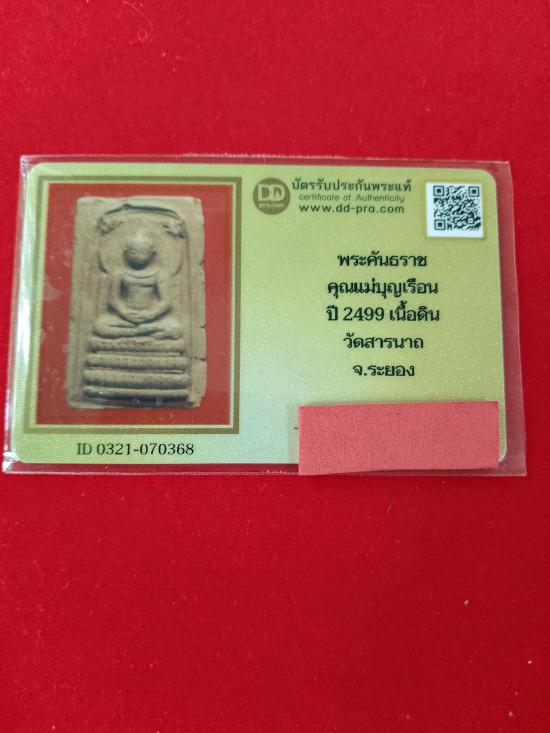 DD
pra.com
บัตรรับประกันพระแท้
certificate of Authenticity
www.dd-pra.com
พระคันธราช
คุณแม่บุญเรือน
ปี 2499 เนื้อดิน
วัดสารนาถ
จ.ระยอง
ID 0321-070368